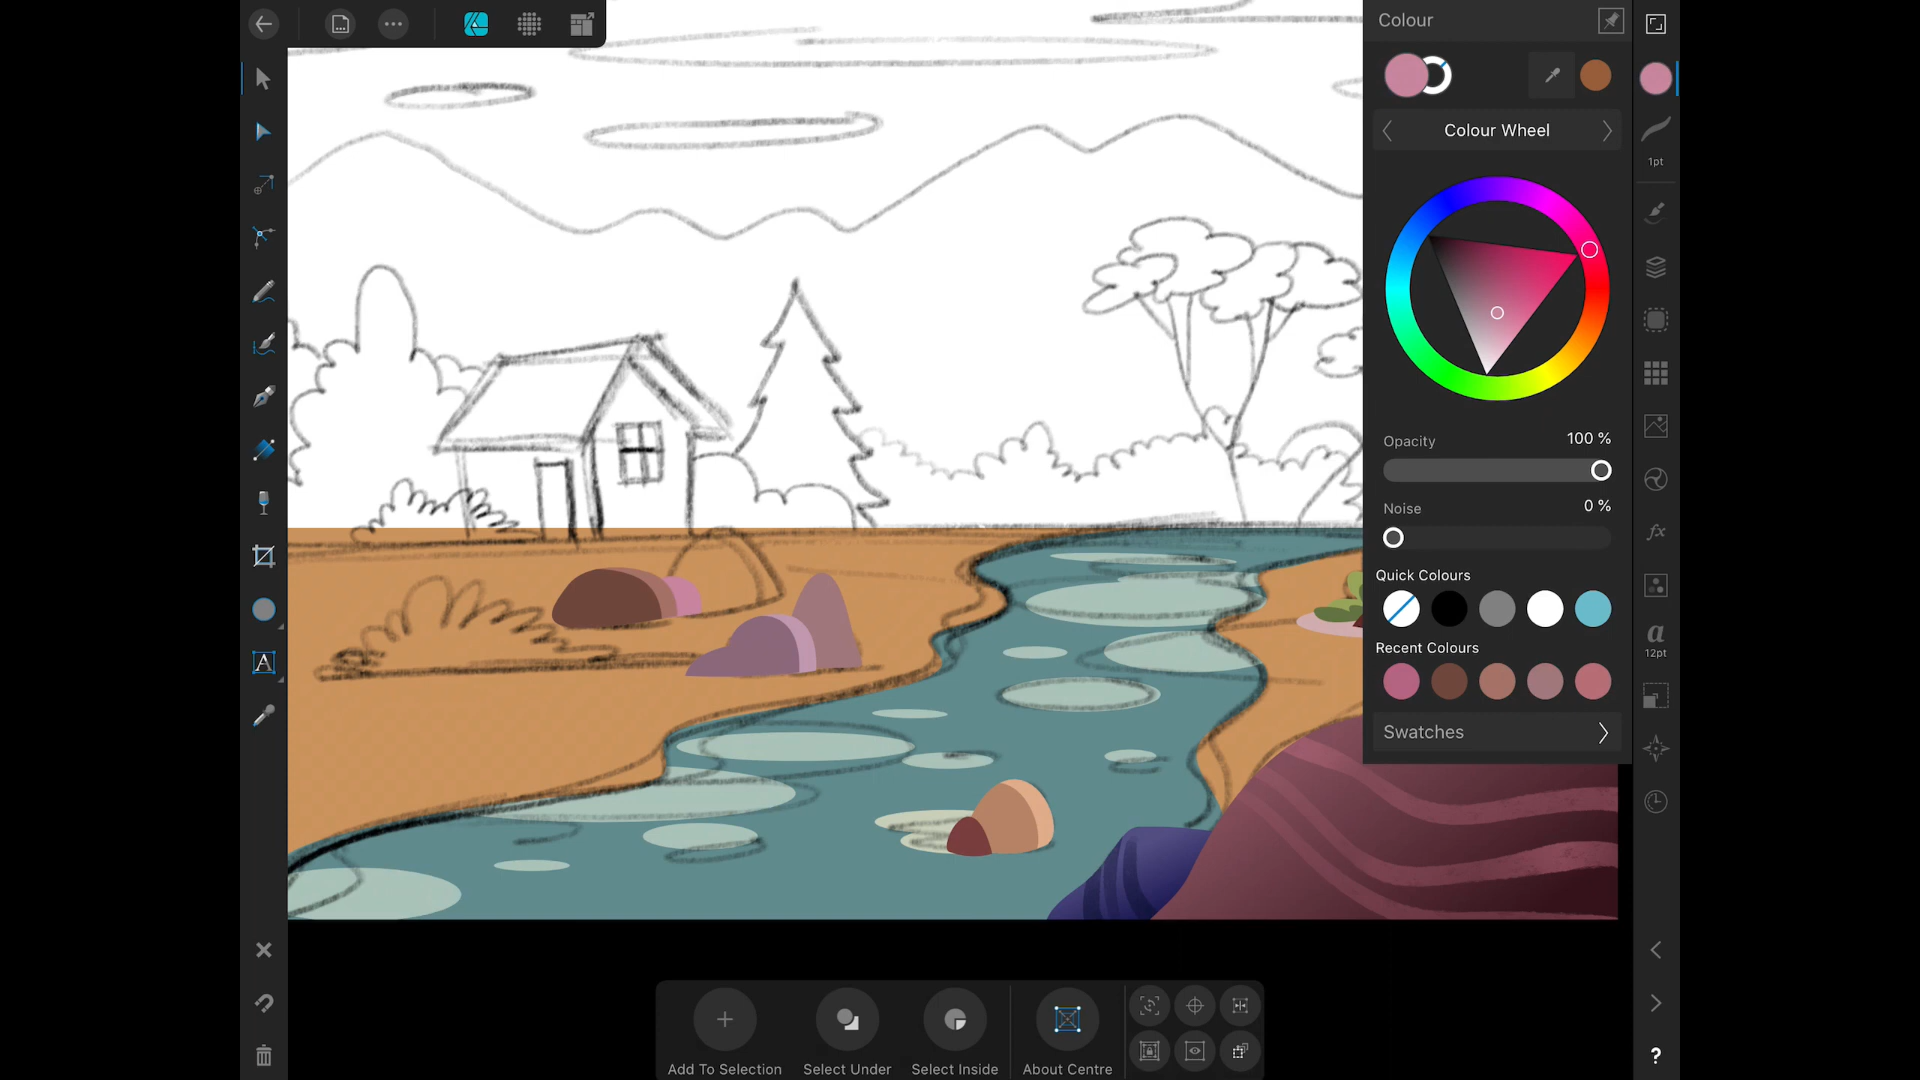 Colour
Colour Wheel
1pt
Opacity 100 %
Noise 0 %
Quick Colours
Recent Colours
a
12pt
Swatches
A
fx
?
Add To Selection Select Under Select Inside About Centre